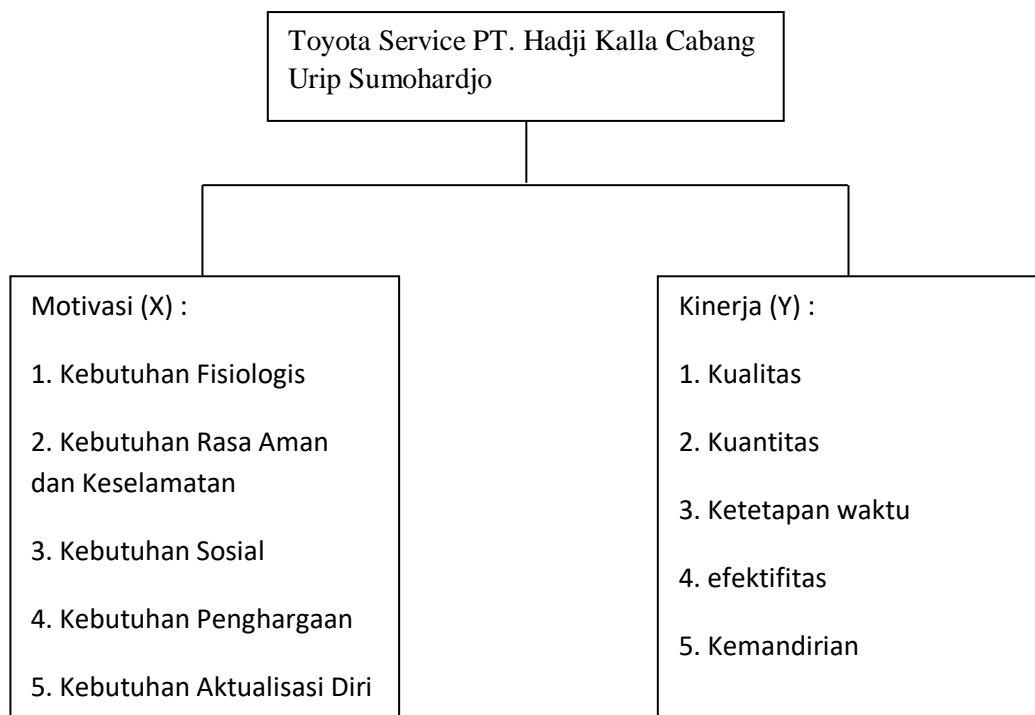 Toyota Service PT. Hadji Kalla Cabang
Urip Sumohardjo
Motivasi (X) :
1. Kebutuhan Fisiologis
2. Kebutuhan Rasa Aman
dan Keselamatan
3. Kebutuhan Sosial
4. Kebutuhan Penghargaan
5. Kebutuhan Aktualisasi Diri
Kinerja (Y) :
1. Kualitas
2. Kuantitas
3. Ketetapan waktu
4. efektifitas
5. Kemandirian